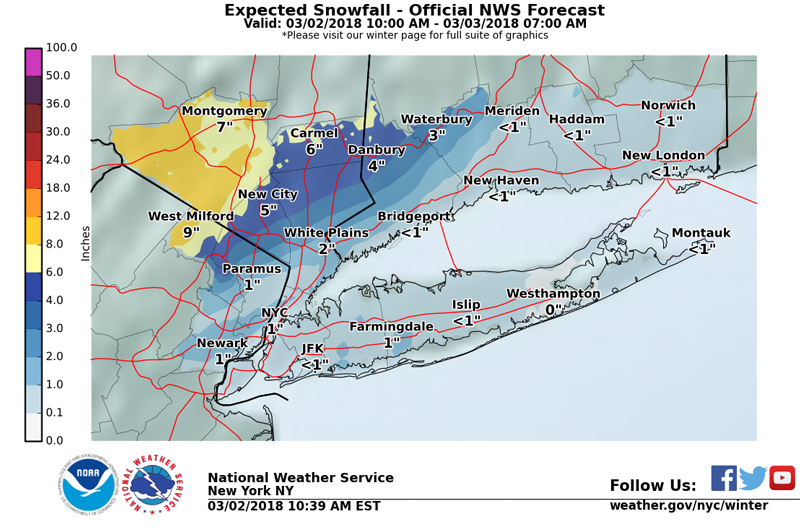 Expected Snowfall - Official NWS Forecast
Valid: 03/02/2018 10:00 AM - 03/03/2018 07:00 AM
*Please visit our winter page for full suite of graphics
100.0
50.0
36.0
30.0
24.0
18.0
12.0
8.0
6.0
4.0
3.0
2.0
1.0
0.1
0.0
Inches
Montgomery
7"
Carmel
6"
Danbury
4"
Waterbury
3"
Meriden
<1"
Haddam
<1"
Norwich
<1"
New London
<1"
New City
5"
New Haven
<1"
West Milford
9"
White Plains
2"
Bridgeport
<1"
Montauk
<1"
Paramus
1"
NYC
1"
Islip
<1"
Westhampton
0"
Farmingdale
1"
Newark
1"
JFK
<1"
NOAA
NATIONAL WEATHER SERVICE
National Weather Service
New York NY
03/02/2018 10:39 AM EST
Follow Us:
weather.gov/nyc/winter